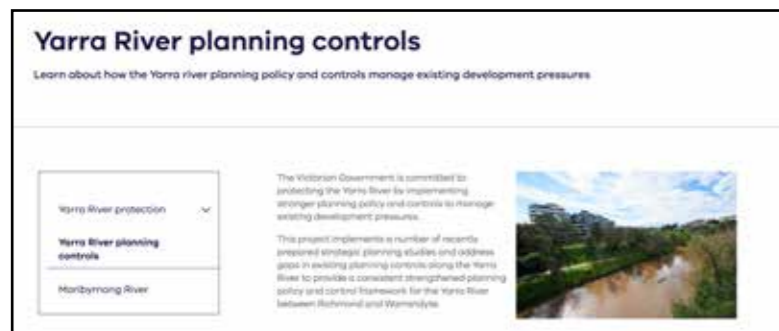 Yarra River planning controls
Learn about how the Yarra river planning policy and controls manage existing development pressures
Yarra River protection
Yarra River planning
controls
Maribyrnong River
The Victorian Government is committed to
protecting the Yarra River by implementing
stronger planning policy and controls to manage
existing development pressures.
This project implements a number of recently
prepared strategic planning studies and address
gaps in existing planning controls along the Yarra
River to provide a consistent strengthened planning
policy and control framework for the Yarra River
between Richmond and Warrandyte.